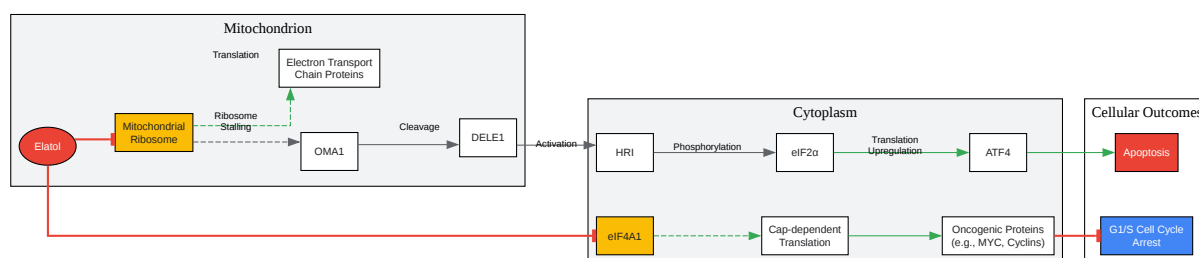 Mitochondrion
Translation
Electron Transport
Chain Proteins
Elatol
Mitochondrial
Ribosome
Ribosome
Stalling
OMA1
Cleavage
DELE1
Activation
Cytoplasm
HRI
Phosphorylation
eIF2α
Translation
Upregulation
ATF4
eIF4A1
Cap-dependent
Translation
Oncogenic Proteins
(e.g., MYC, Cyclins)
Cellular Outcomes
Apoptosis
G1/S Cell Cycle
Arrest